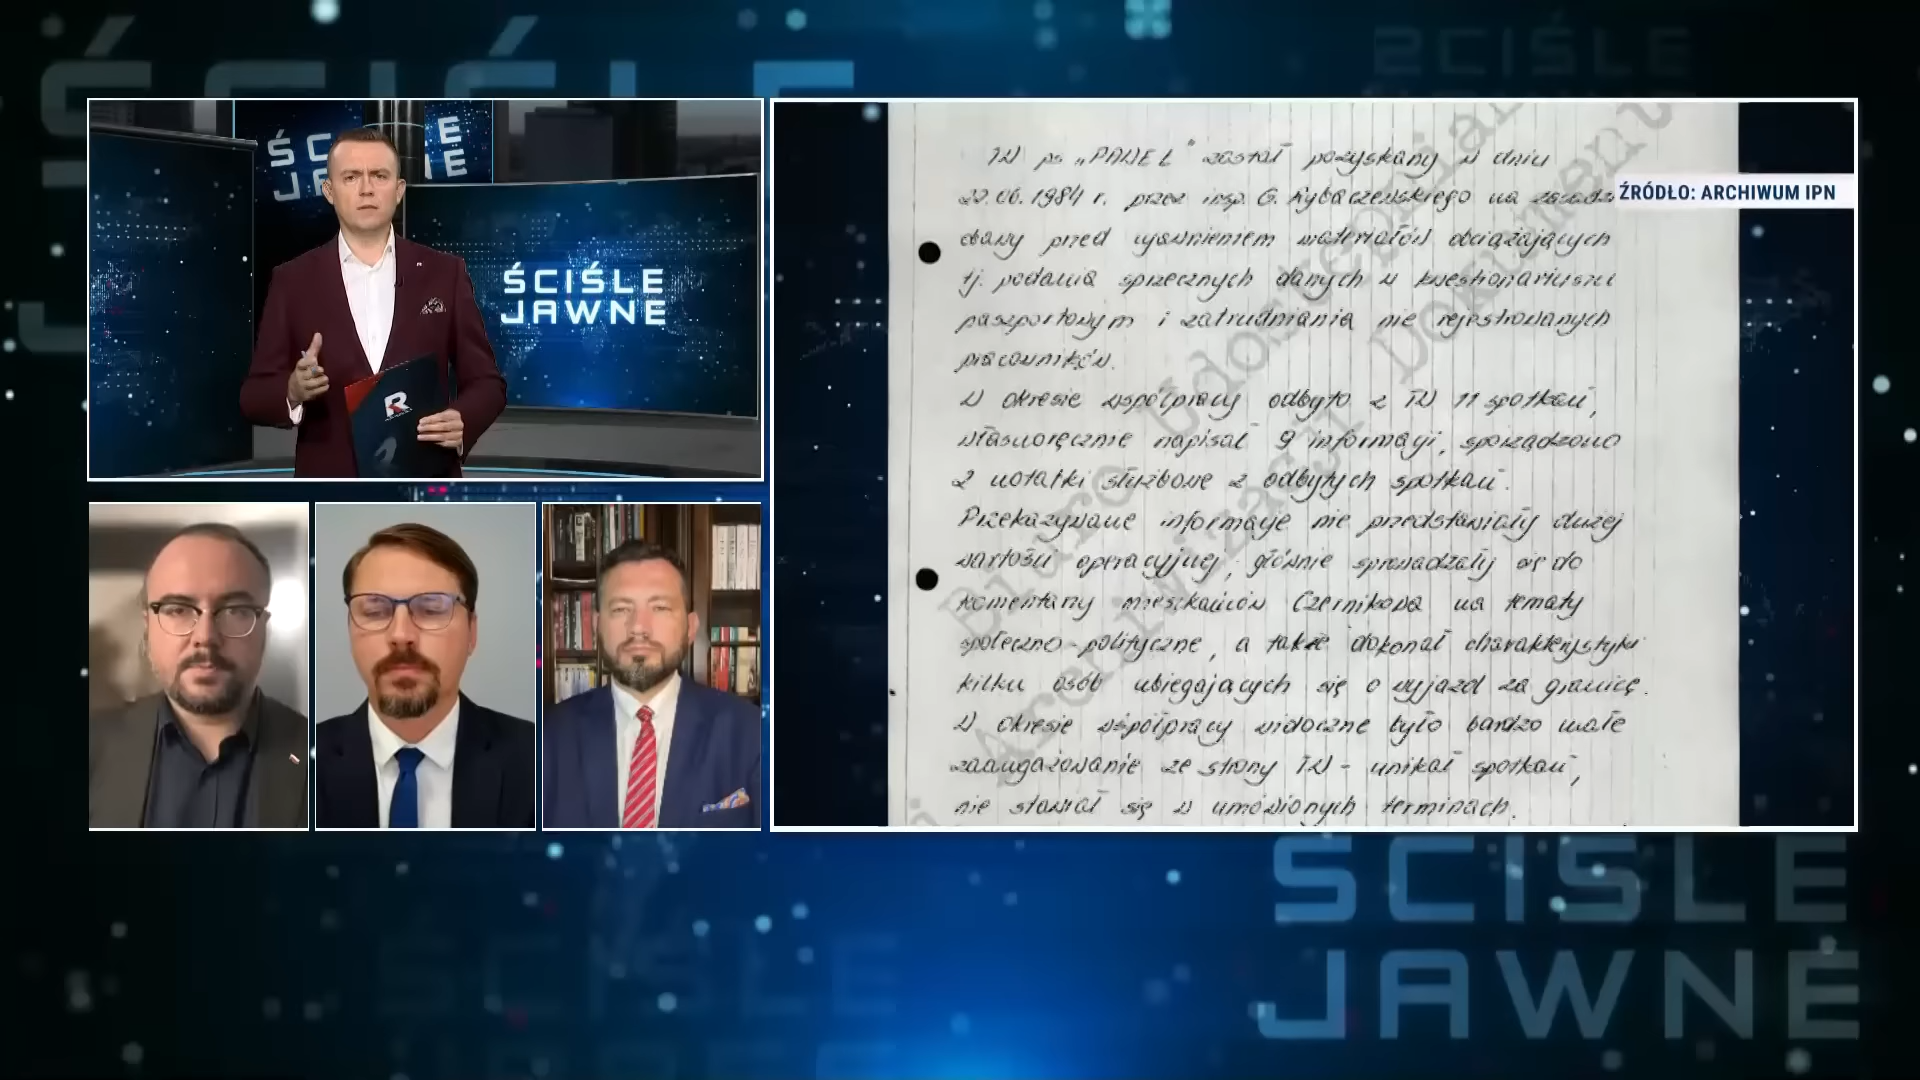 ŚCIŚLE
ŚCIŚLE
JAWNE
ŹRÓDŁO: ARCHIWUM IPN
TW ps „PAWEŁ" został pozyskany w dniu
22.06.1984 r. przez insp. G. Rybaczewskiego na zasadzie
obawy przed ujawnieniem materiałów obciążających
tj. podania sprzecznych danych w kwestionariuszu
paszportowym i zatrudniania nie rejestrowanych
pracowników.
W okresie współpracy odbyto z TW 11 spotkań,
własnoręcznie napisał 9 informacji, sporządzono
2 notatki służbowe z odbytych spotkań.
Przekazywane informacje nie przedstawiały dużej
wartości operacyjnej, głównie sprowadzały się do
komentarzy mieszkańców Czernikowa na tematy
społeczno-polityczne, a także dokonał charakterystyki
kilku osób ubiegających się o wyjazd za granicę.
W okresie współpracy widoczne było bardzo małe
zaangażowanie ze strony TW - unikał spotkań,
nie stawiał się w umówionych terminach.
ŚCIŚLE
JAWNE